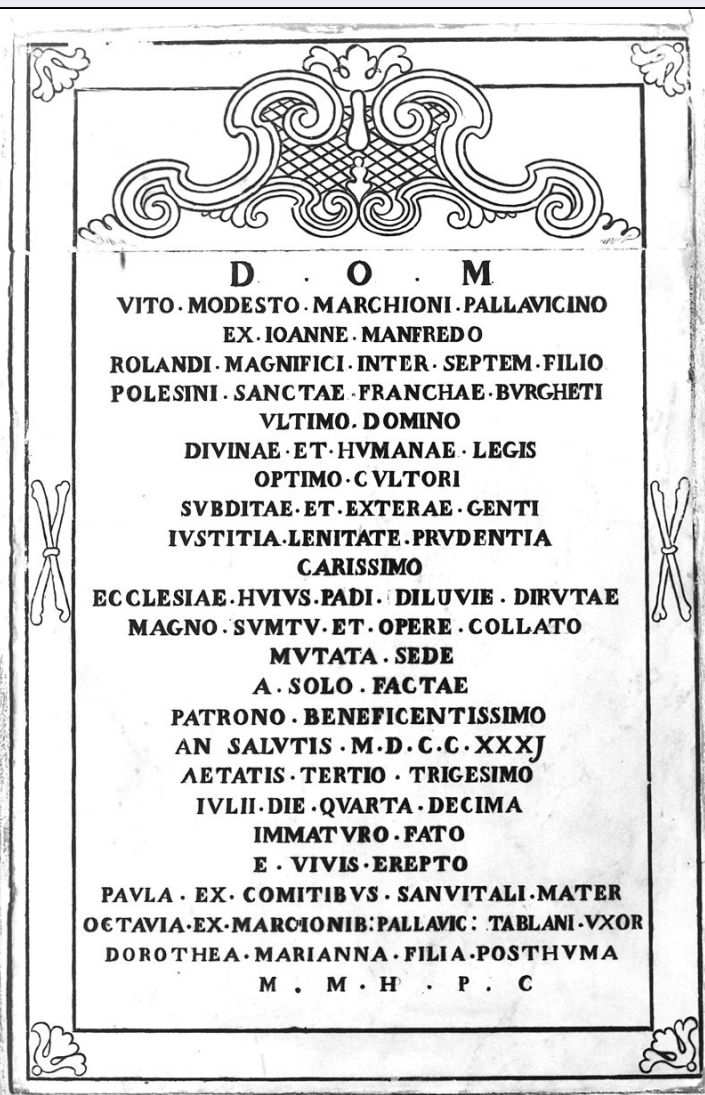 D . O . M
VITO · MODESTO · MARCHIONI · PALLAVICINO
EX · IOANNE · MANFREDO
ROLANDI · MAGNIFICI · INTER · SEPTEM · FILIO
POLESINI · SANCTAE · FRANCHAE · BVRGHETI
VLTIMO · DOMINO
DIVINAE · ET · HVMANAE · LEGIS
OPTIMO · CVLTORI
SVBDITAE · ET · EXTERAE · GENTI
IVSTITIA · LENITATE · PRVDENTIA
CARISSIMO
ECCLESIAE · HVIVS · PADI · DILUVIE · DIRVTAE
MAGNO · SVMTV · ET · OPERE · COLLATO
MVTATA · SEDE
A · SOLO · FACTAE
PATRONO · BENEFICENTISSIMO
AN SALVTIS · M · D · C · C · XXXJ
AETATIS · TERTIO · TRIGESIMO
IVLII · DIE · QVARTA · DECIMA
IMMATVRO · FATO
E · VIVIS · EREPTO
PAVLA · EX · COMITIBVS · SANVITALI · MATER
OCTAVIA · EX · MARCHIONIB: PALLAVIC: TABLANI · VXOR
DOROTHEA · MARIANNA · FILIA · POSTHVMA
M . M · H · P . C